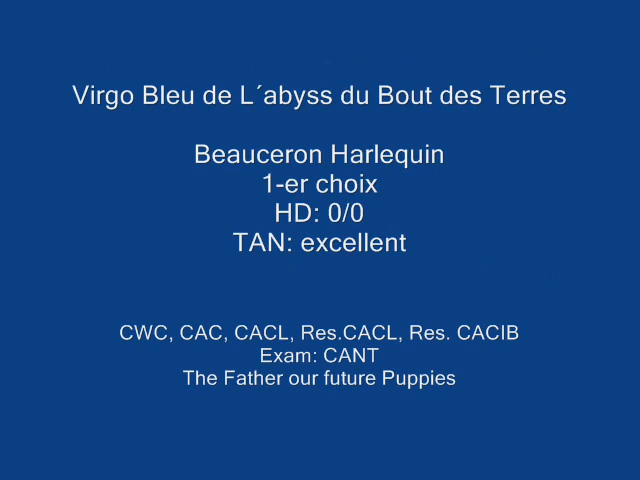 Virgo Bleu de L´abyss du Bout des Terres
Beauceron Harlequin
1-er choix
HD: 0/0
TAN: excellent
CWC, CAC, CACL, Res.CACL, Res. CACIB
Exam: CANT
The Father our future Puppies